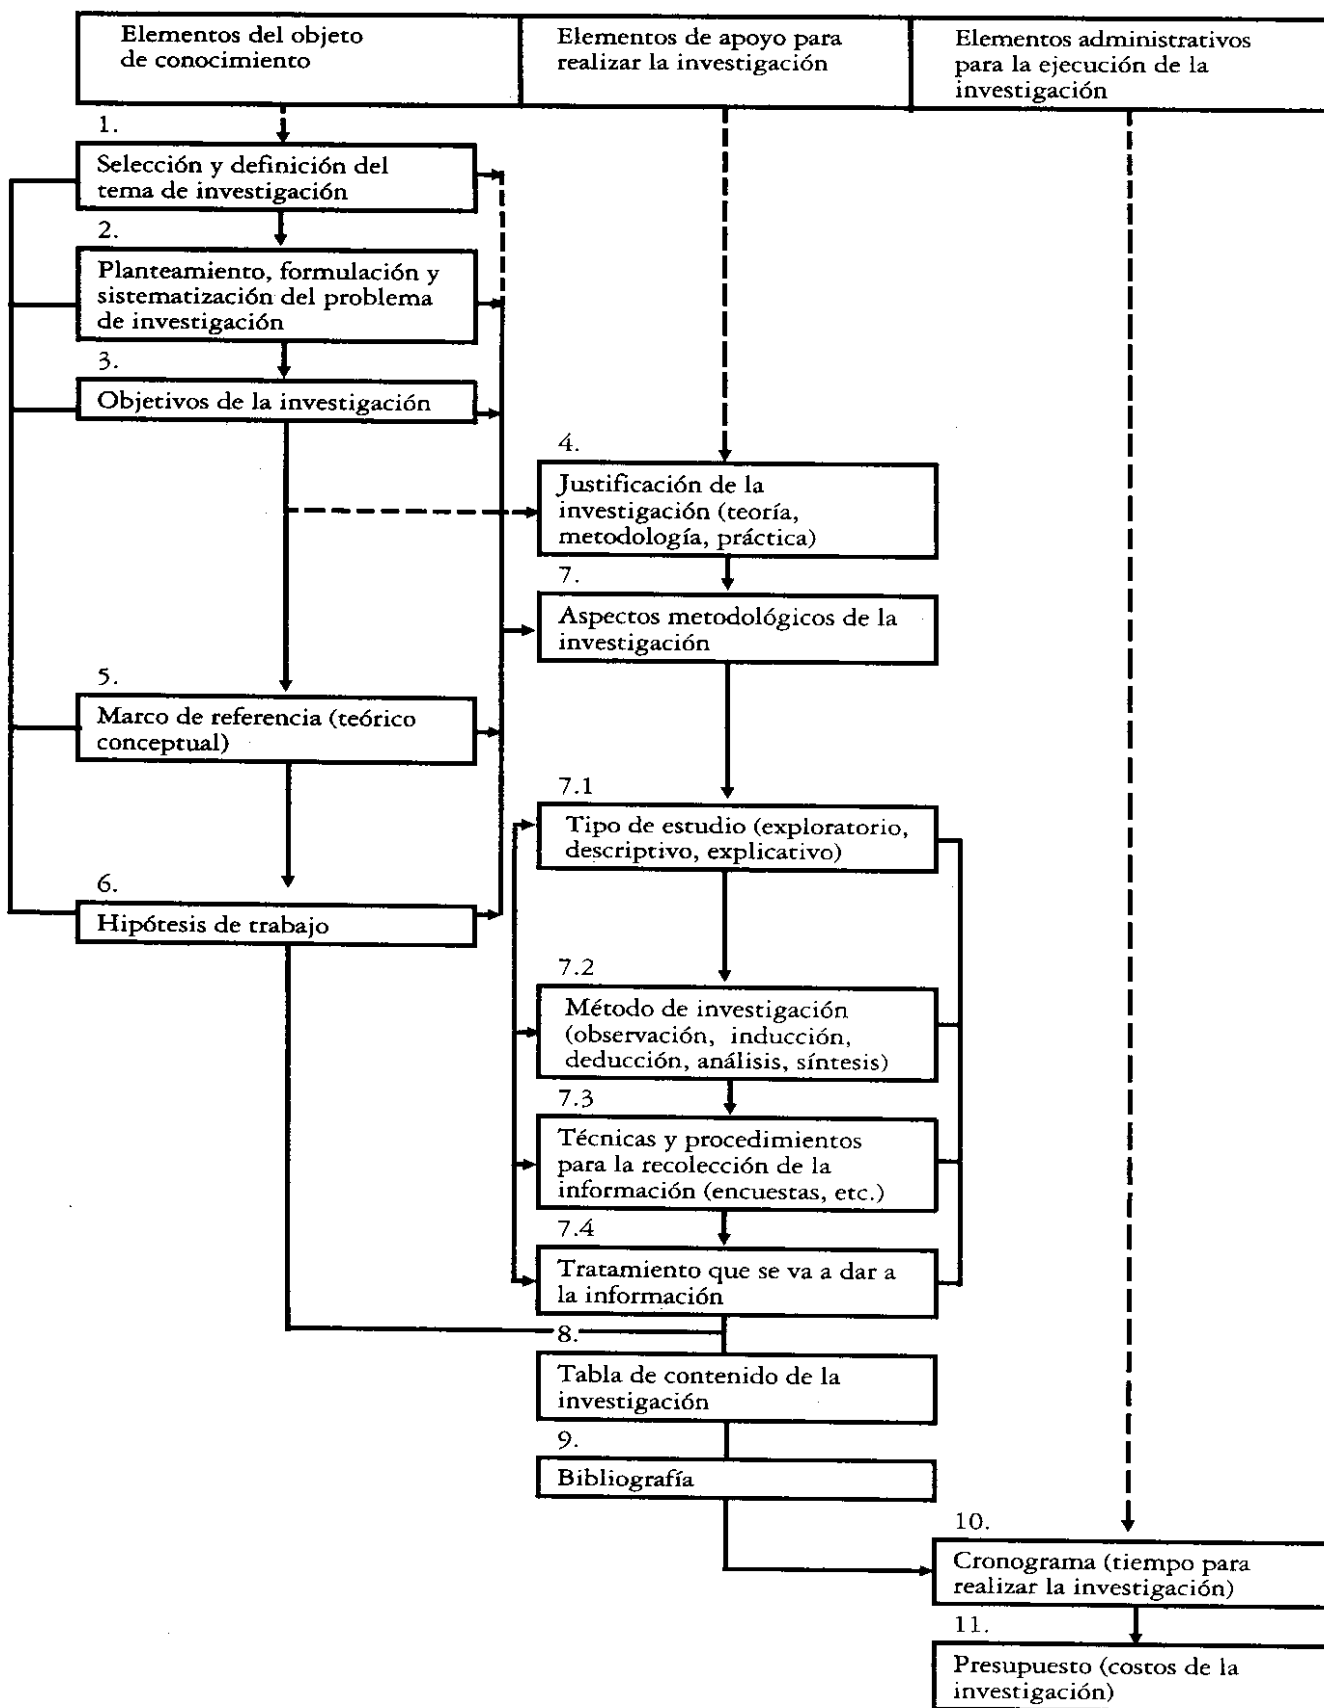 Elementos del objeto
de conocimiento
Elementos de apoyo para
realizar la investigación
Elementos administrativos
para la ejecución de la
investigación
1.
Selección y definición del
tema de investigación
2.
Planteamiento, formulación y
sistematización del problema
de investigación
3.
Objetivos de la investigación
4.
Justificación de la
investigación (teoría,
metodología, práctica)
7.
Aspectos metodológicos de la
investigación
5.
Marco de referencia (teórico
conceptual)
7.1
Tipo de estudio (exploratorio,
descriptivo, explicativo)
6.
Hipótesis de trabajo
7.2
Método de investigación
(observación, inducción,
deducción, análisis, síntesis)
7.3
Técnicas y procedimientos
para la recolección de la
información (encuestas, etc.)
7.4
Tratamiento que se va a dar a
la información
8.
Tabla de contenido de la
investigación
9.
Bibliografía
10.
Cronograma (tiempo para
realizar la investigación)
11.
Presupuesto (costos de la
investigación)